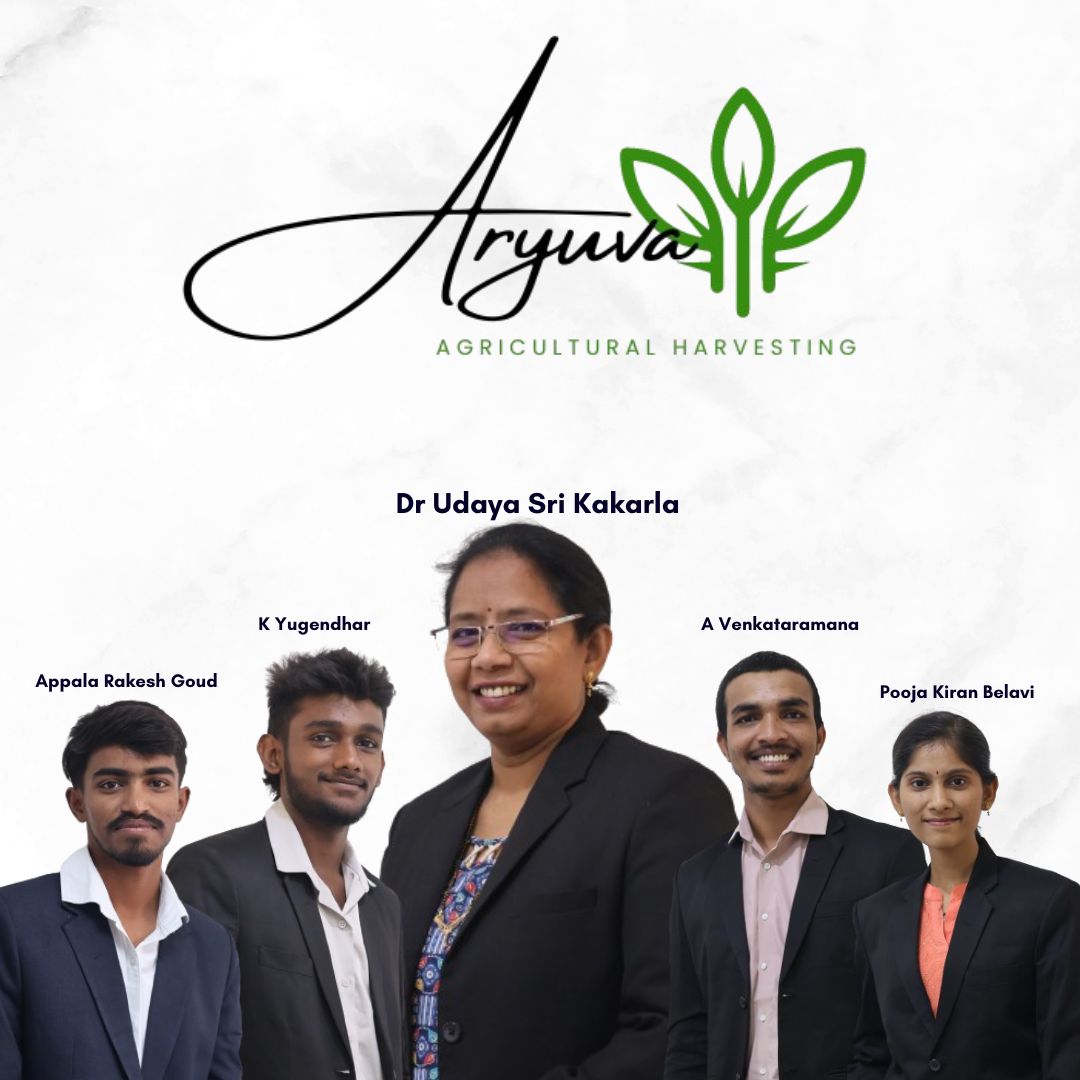 Aryuva
AGRICULTURAL HARVESTING
Dr Udaya Sri Kakarla
K Yugendhar
A Venkataramana
Appala Rakesh Goud
Pooja Kiran Belavi